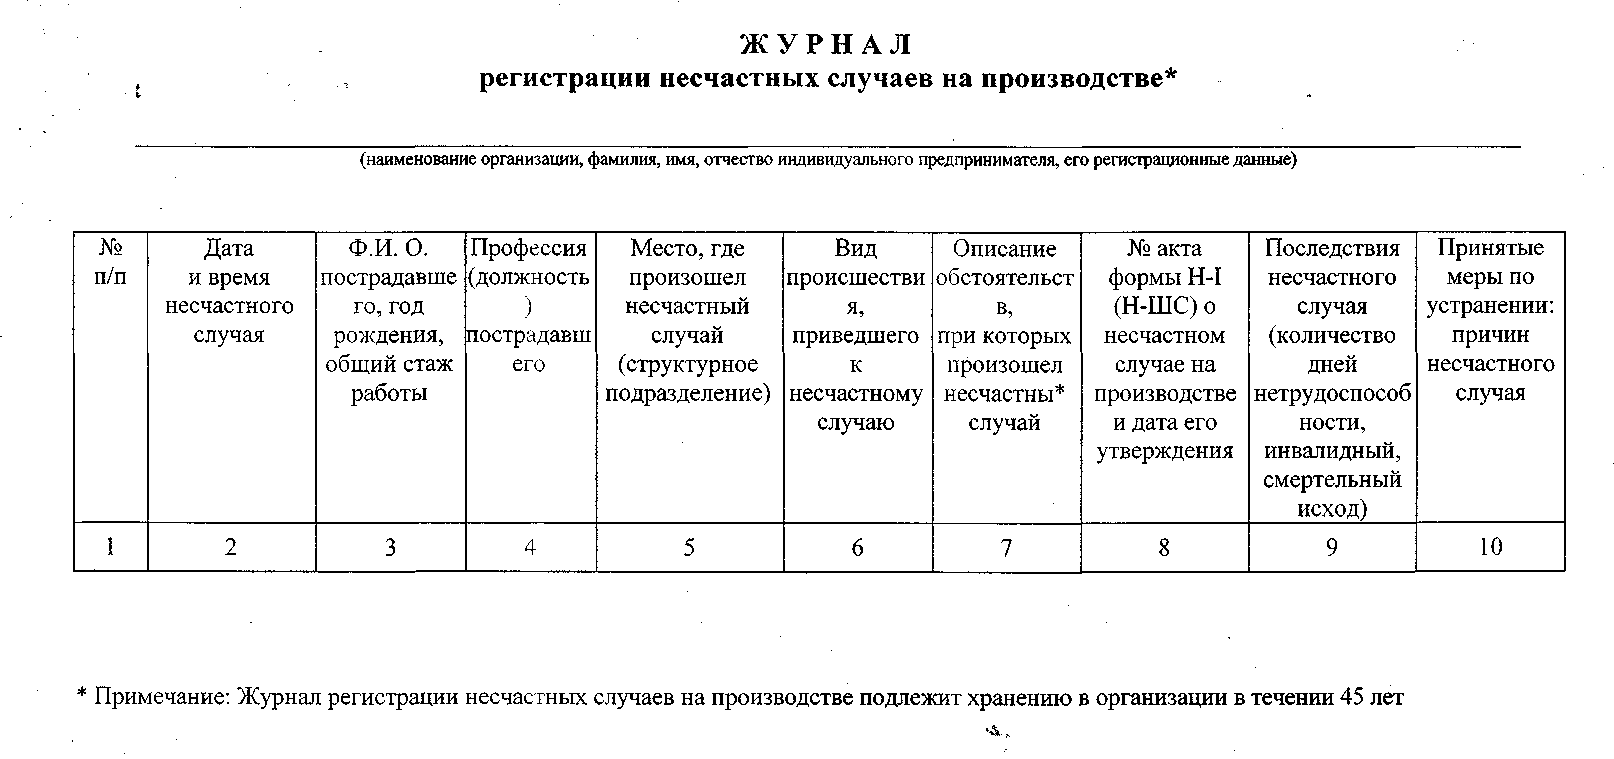 Ж У Р Н А Л
регистрации несчастных случаев на производстве*
(наименование организации, фамилия, имя, отчество индивидуального предпринимателя, его регистрационные данные)
№
п/п
Дата
и время
несчастного
случая
Ф.И. О.
пострадавше
го, год
рождения,
общий стаж
работы
Профессия
(должность
)
пострадавш
его
Место, где
произошел
несчастный
случай
(структурное
подразделение)
Вид
происшестви
я,
приведшего
к
несчастному
случаю
Описание
обстоятельст
в,
при которых
произошел
несчастны*
случай
№ акта
формы Н-I
(Н-ШС) о
несчастном
случае на
производстве
и дата его
утверждения
Последствия
несчастного
случая
(количество
дней
нетрудоспособ
ности,
инвалидный,
смертельный
исход)
Принятые
меры по
устранении:
причин
несчастного
случая
1 2 3 4 5 6 7 8 9 10
* Примечание: Журнал регистрации несчастных случаев на производстве подлежит хранению в организации в течении 45 лет